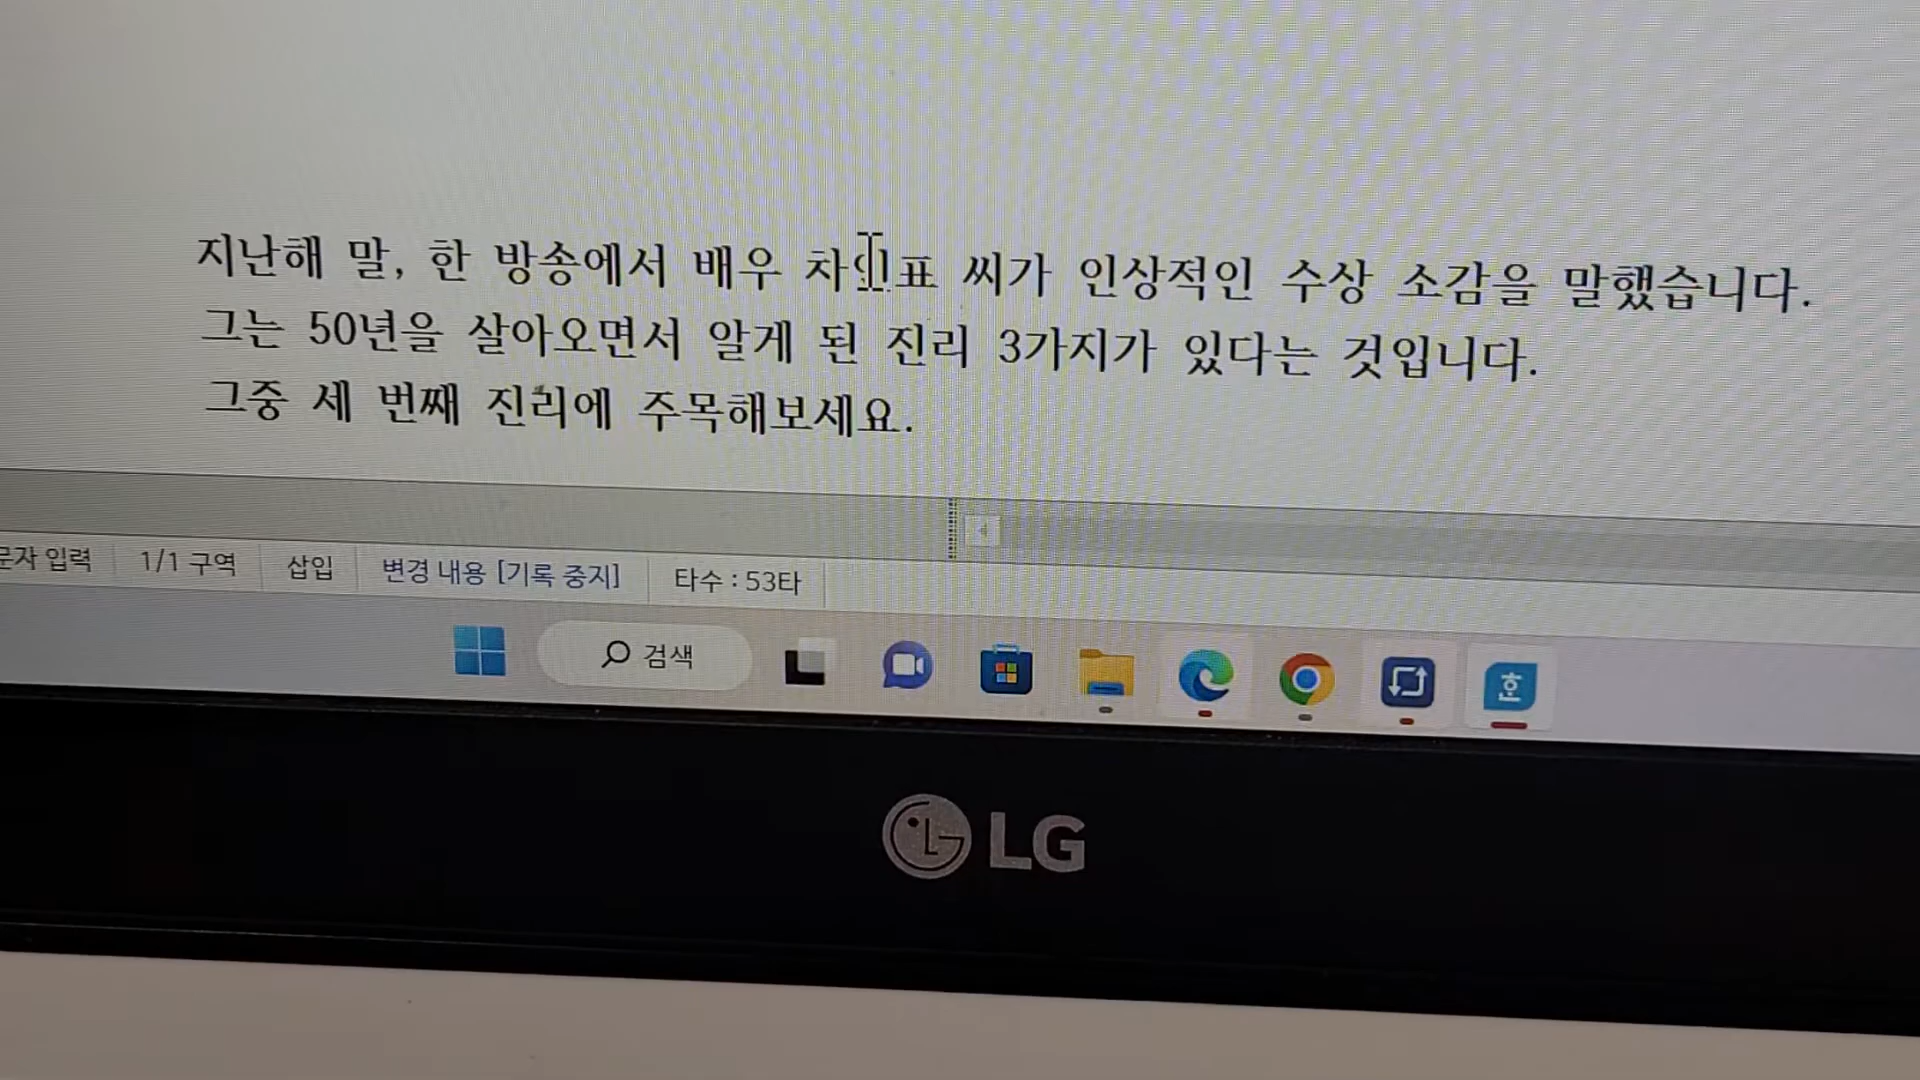 지난해 말, 한 방송에서 배우 차인표 씨가 인상적인 수상 소감을 말했습니다.
그는 50년을 살아오면서 알게 된 진리 3가지가 있다는 것입니다.
그중 세 번째 진리에 주목해보세요.
문자 입력 1/1 구역 삽입 변경 내용 [기록 중지] 타수 : 53타
검색
호
LG